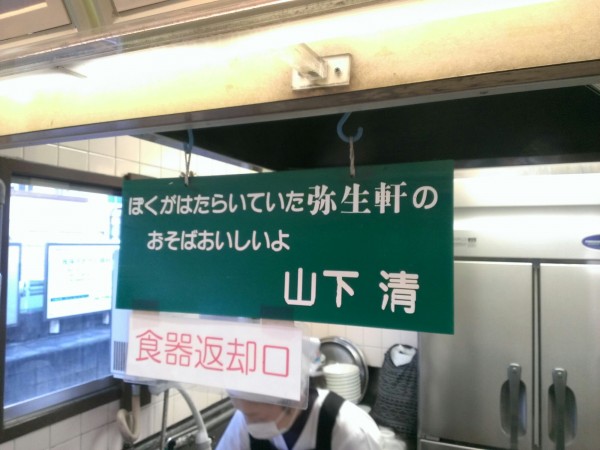 ぼくがはたらいていた弥生軒の
おそばおいしいよ
山下 清
食器返却口